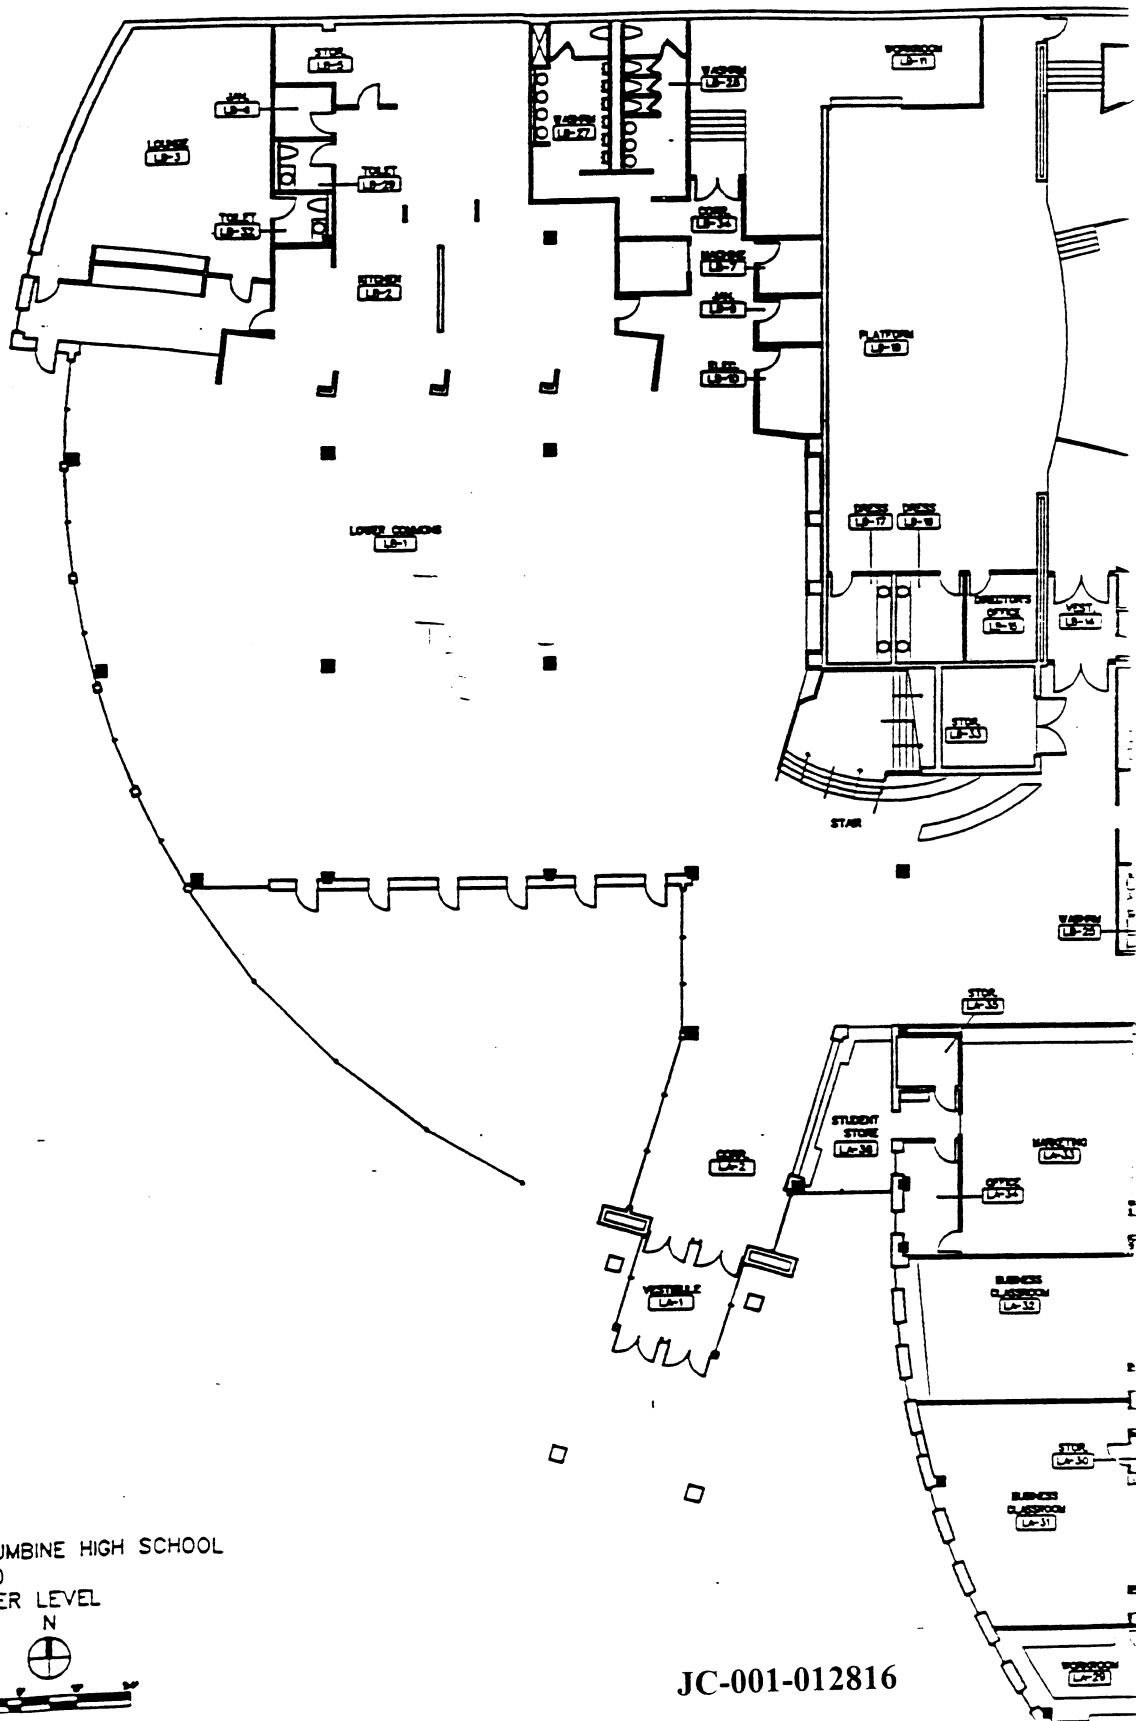 STOR.
LB-5
WORKROOM
LB-11
WASHRM
LB-28
JAN.
LB-4
WASHRM
LB-27
LOUNGE
LB-3
TOILET
LB-29
TOILET
LB-32
CORR.
LB-34
MACHINE
LB-7
KITCHEN
LB-2
JAN.
PLATFORM
ELEC.
LB-10
DRESS
LB-17
DRESS
LOWER COMMONS
LB-1
DIRECTOR'S
OFFICE
LB-15
VEST.
LB-14
STOR.
LB-33
STAIR
WASHRM
LB-25
STOR.
LA-35
STUDENT
STORE
LA-36
MARKETING
LA-33
CORR.
LA-2
OFFICE
LA-34
VESTIBULE
LA-1
BUSINESS
CLASSROOM
LA-32
STOR.
LA-30
BUSINESS
CLASSROOM
LA-31
UMBINE HIGH SCHOOL
ER LEVEL
N
WORKROOM
LA-29
JC-001-012816